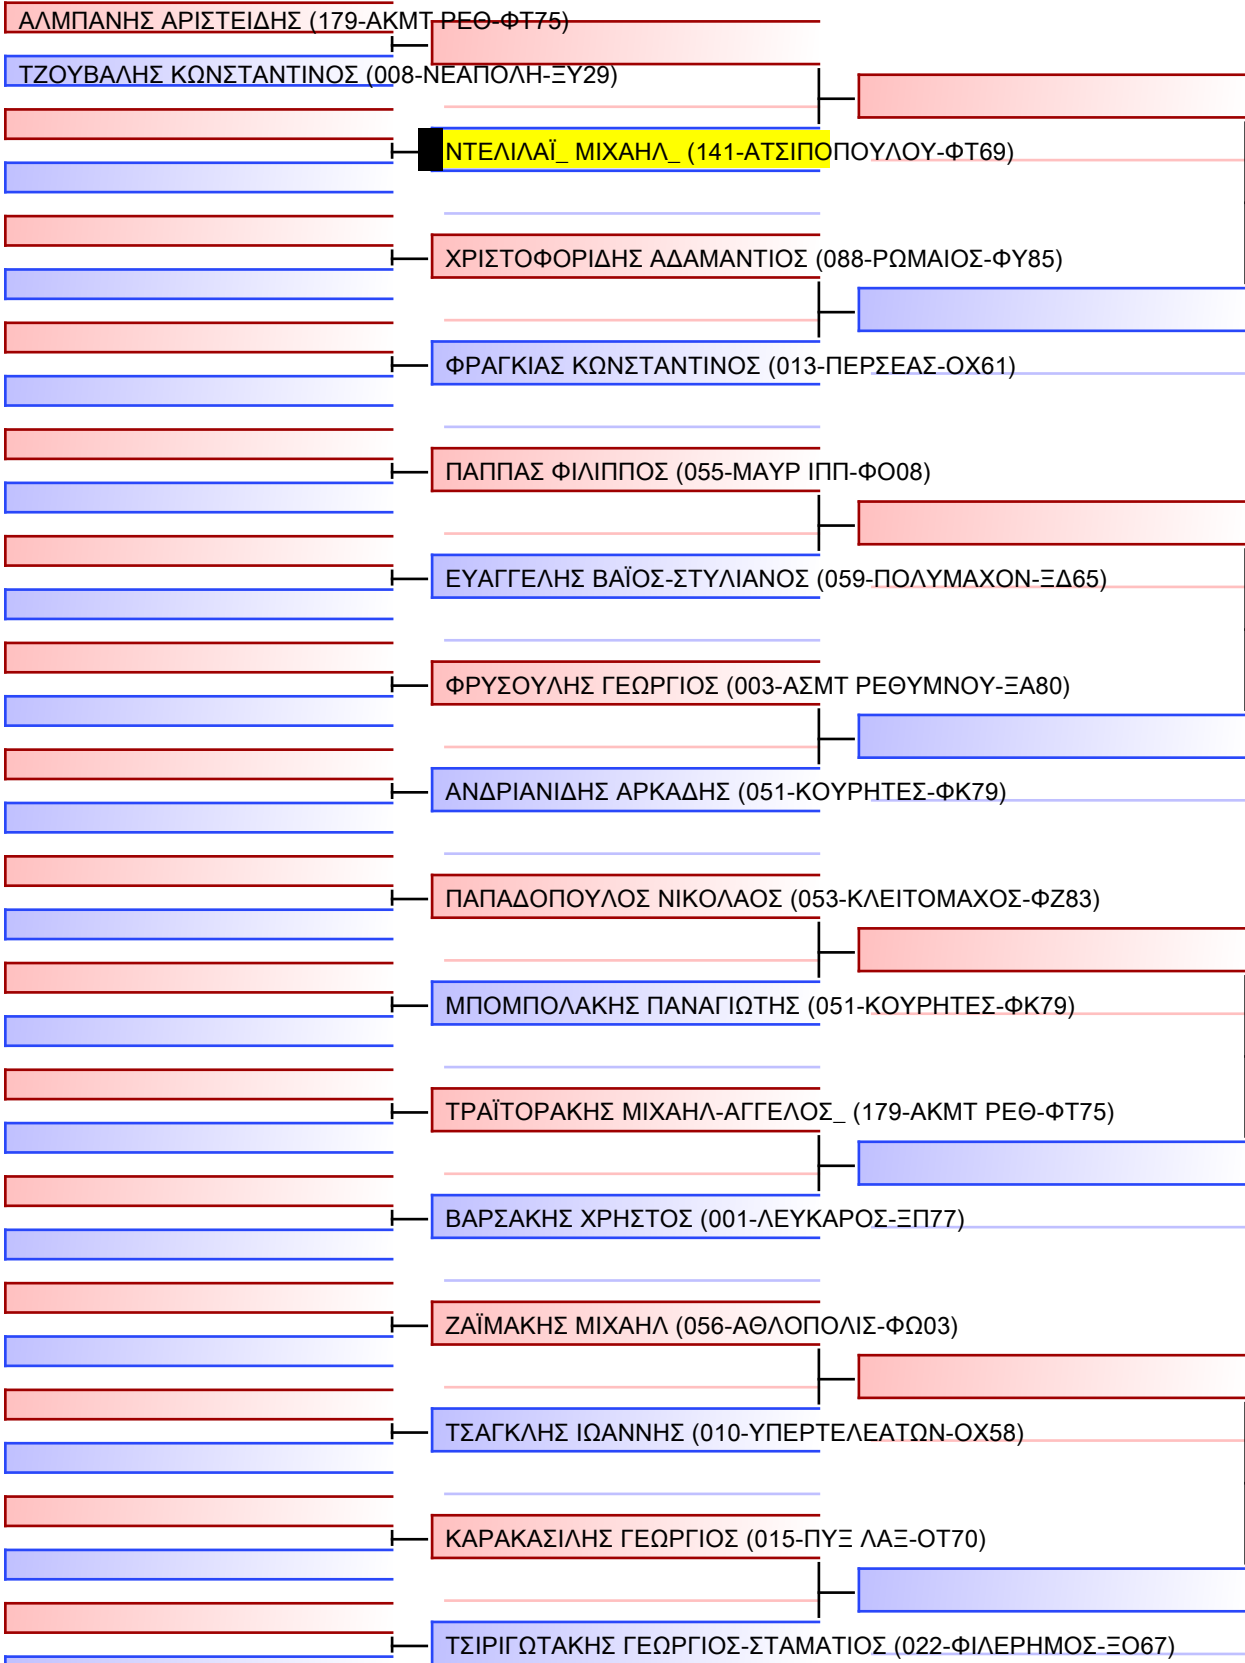 ΑΛΜΠΑΝΗΣ ΑΡΙΣΤΕΙΔΗΣ (179-ΑΚΜΤ ΡΕΘ-ΦΤ75)
ΤΖΟΥΒΑΛΗΣ ΚΩΝΣΤΑΝΤΙΝΟΣ (008-ΝΕΑΠΟΛΗ-ΞΥ29)
ΝΤΕΛΙΛΑΪ_ ΜΙΧΑΗΛ_ (141-ΑΤΣΙΠΟΠΟΥΛΟΥ-ΦΤ69)
ΧΡΙΣΤΟΦΟΡΙΔΗΣ ΑΔΑΜΑΝΤΙΟΣ (088-ΡΩΜΑΙΟΣ-ΦΥ85)
ΦΡΑΓΚΙΑΣ ΚΩΝΣΤΑΝΤΙΝΟΣ (013-ΠΕΡΣΕΑΣ-ΟΧ61)
ΠΑΠΠΑΣ ΦΙΛΙΠΠΟΣ (055-ΜΑΥΡ ΙΠΠ-ΦΟ08)
ΕΥΑΓΓΕΛΗΣ ΒΑΪΟΣ-ΣΤΥΛΙΑΝΟΣ (059-ΠΟΛΥΜΑΧΟΝ-ΞΔ65)
ΦΡΥΣΟΥΛΗΣ ΓΕΩΡΓΙΟΣ (003-ΑΣΜΤ ΡΕΘΥΜΝΟΥ-ΞΑ80)
ΑΝΔΡΙΑΝΙΔΗΣ ΑΡΚΑΔΗΣ (051-ΚΟΥΡΗΤΕΣ-ΦΚ79)
ΠΑΠΑΔΟΠΟΥΛΟΣ ΝΙΚΟΛΑΟΣ (053-ΚΛΕΙΤΟΜΑΧΟΣ-ΦΖ83)
ΜΠΟΜΠΟΛΑΚΗΣ ΠΑΝΑΓΙΩΤΗΣ (051-ΚΟΥΡΗΤΕΣ-ΦΚ79)
ΤΡΑΪΤΟΡΑΚΗΣ ΜΙΧΑΗΛ-ΑΓΓΕΛΟΣ_ (179-ΑΚΜΤ ΡΕΘ-ΦΤ75)
ΒΑΡΣΑΚΗΣ ΧΡΗΣΤΟΣ (001-ΛΕΥΚΑΡΟΣ-ΞΠ77)
ΖΑΪΜΑΚΗΣ ΜΙΧΑΗΛ (056-ΑΘΛΟΠΟΛΙΣ-ΦΩ03)
ΤΣΑΓΚΛΗΣ ΙΩΑΝΝΗΣ (010-ΥΠΕΡΤΕΛΕΑΤΩΝ-ΟΧ58)
ΚΑΡΑΚΑΣΙΛΗΣ ΓΕΩΡΓΙΟΣ (015-ΠΥΞ ΛΑΞ-ΟΤ70)
ΤΣΙΡΙΓΩΤΑΚΗΣ ΓΕΩΡΓΙΟΣ-ΣΤΑΜΑΤΙΟΣ (022-ΦΙΛΕΡΗΜΟΣ-ΞΟ67)